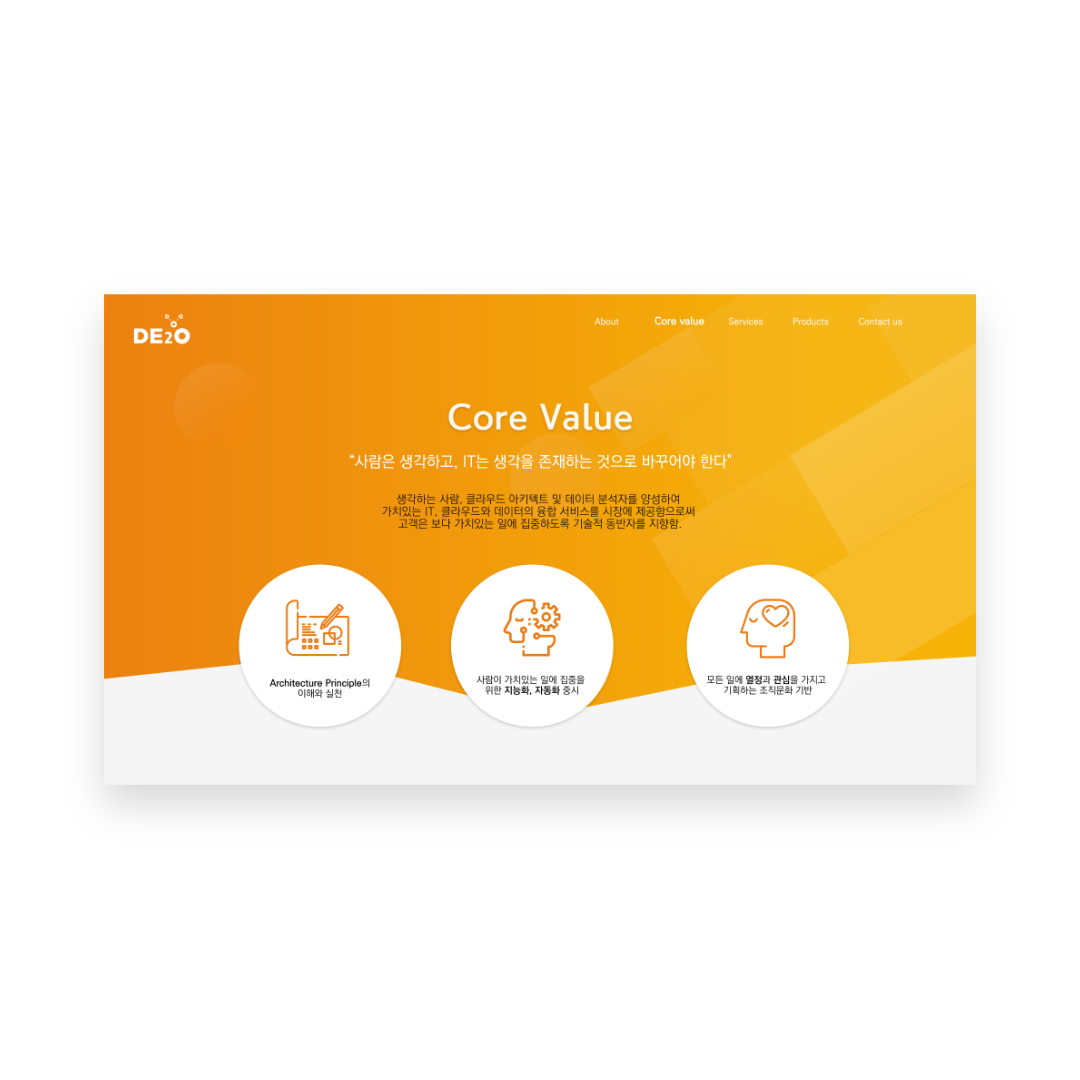 DE2O
About Core value Services Products Contact us
Core Value
“사람은 생각하고, IT는 생각을 존재하는 것으로 바꾸어야 한다"
생각하는 사람, 클라우드 아키텍트 및 데이터 분석자를 양성하여
가치있는 IT, 클라우드와 데이터의 융합 서비스를 시장에 제공함으로써
고객은 보다 가치있는 일에 집중하도록 기술적 동반자를 지향함.
Architecture Principle의
이해와 실천
사람이 가치있는 일에 집중을
위한 지능화, 자동화 중시
모든 일에 열정과 관심을 가지고
기획하는 조직문화 기반